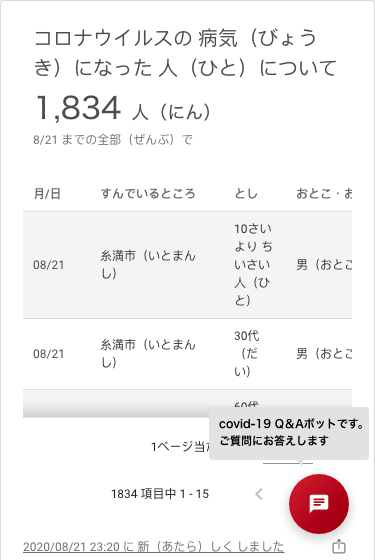 コロナウイルスの 病気（びょう
き）になった 人（ひと）について
1,834 人（にん）
8/21 までの全部（ぜんぶ）で
月/日 すんでいるところ とし おとこ・お
08/21 糸満市（いとまんし） 10さい
より ち
いさい
人（ひ
と） 男（おとこ
08/21 糸満市（いとまんし） 30代
（だ
い） 男（おとこ
60代
1ページ当た
covid-19 Q&Aボットです。
ご質問にお答えします
1834 項目中 1 - 15
2020/08/21 23:20 に 新（あたら）しく しました